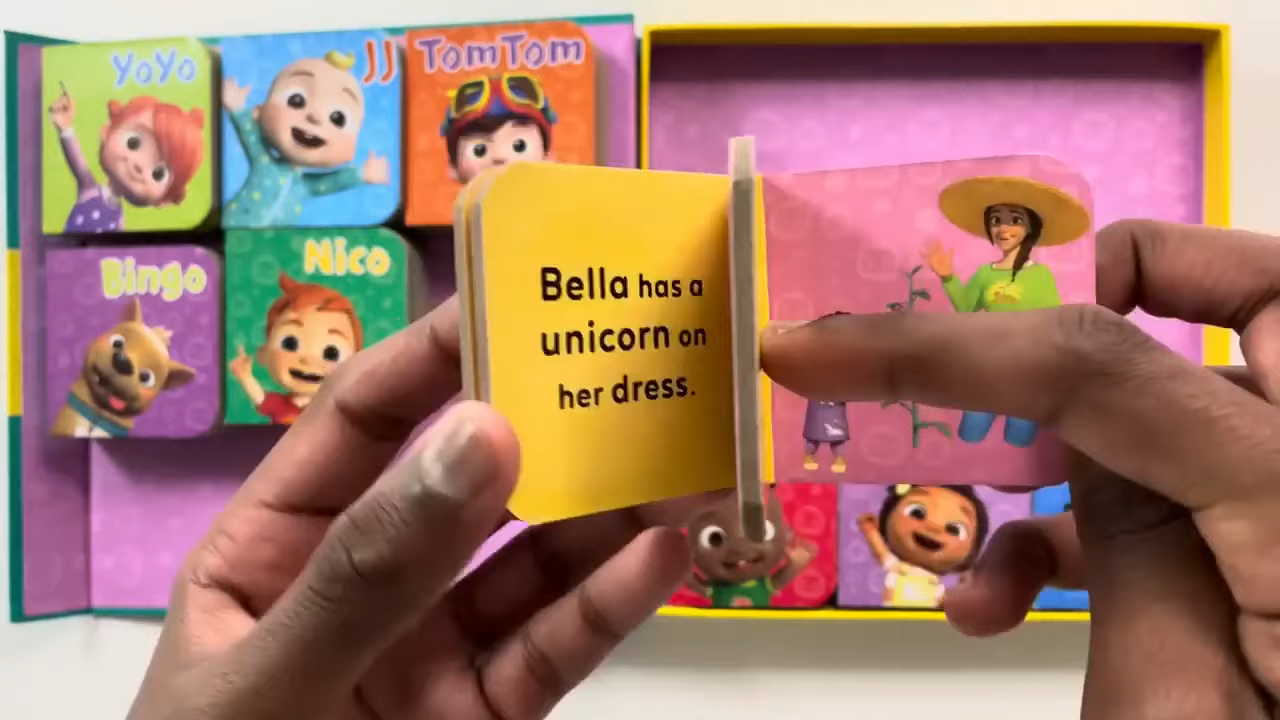 YoYo
JJ
TomTom
Bingo
Nico
Bella has a
unicorn on
her dress.